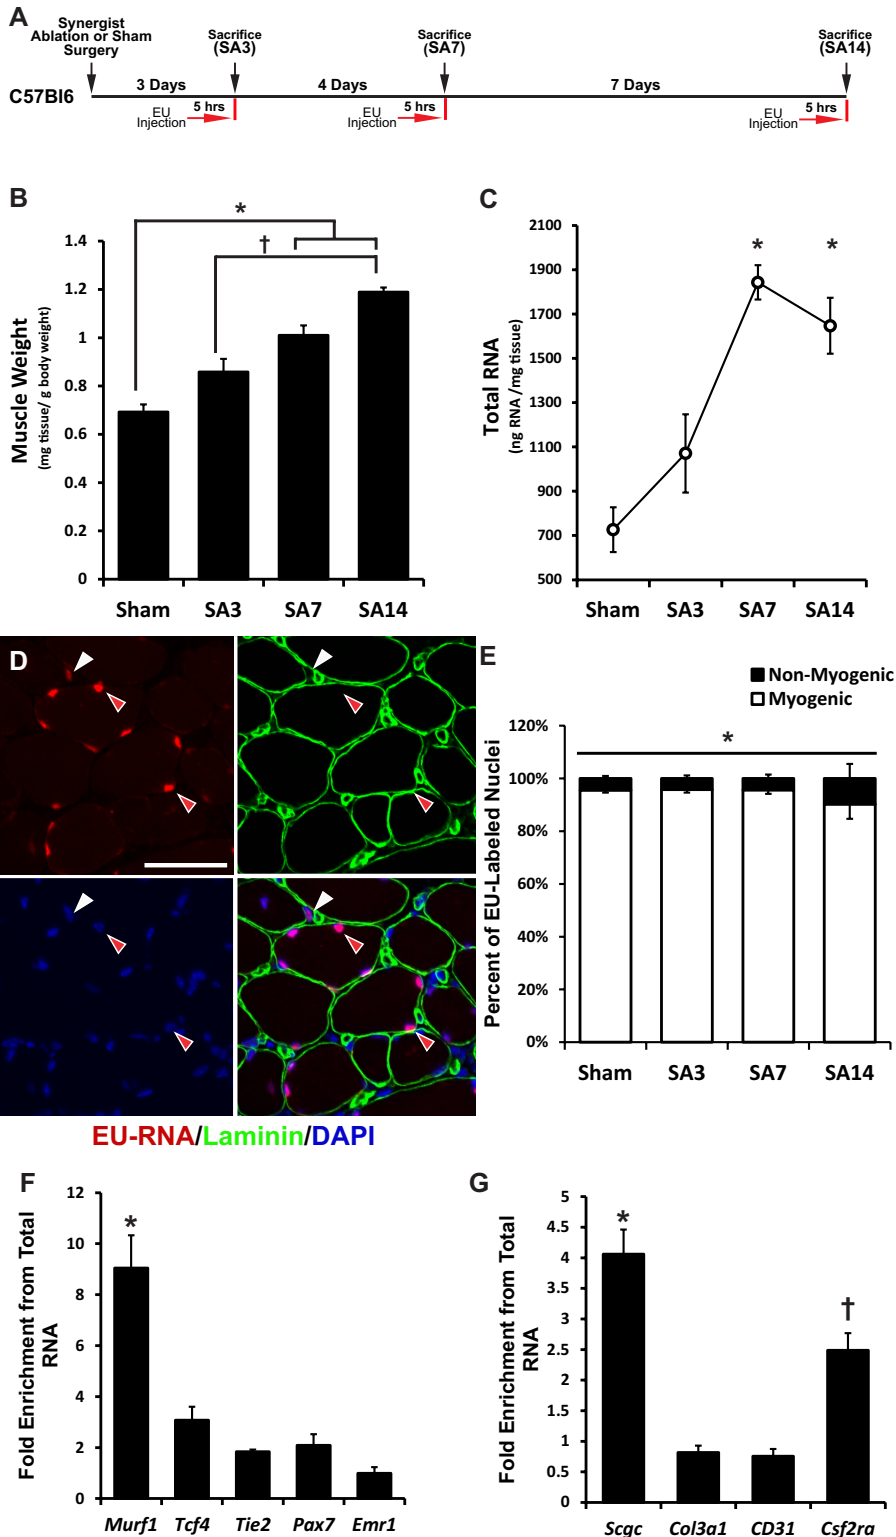 A
Synergist
Ablation or Sham
Surgery
Sacrifice
(SA3)
Sacrifice
(SA7)
Sacrifice
(SA14)
C57Bl6
3 Days
4 Days
7 Days
EU
Injection
5 hrs
EU
Injection
5 hrs
EU
Injection
5 hrs
B
*
†
Muscle Weight
(mg tissue/ g body weight)
1.4
1.2
1
0.8
0.6
0.4
0.2
0
Sham SA3 SA7 SA14
C
* *
Total RNA
(ng RNA /mg tissue)
2100
1900
1700
1500
1300
1100
900
700
500
Sham SA3 SA7 SA14
D
EU-RNA/Laminin/DAPI
E
Non-Myogenic
Myogenic
*
Percent of EU-Labeled Nuclei
120%
100%
80%
60%
40%
20%
0%
Sham SA3 SA7 SA14
F
*
Fold Enrichment from Total
RNA
12
10
8
6
4
2
0
Murf1 Tcf4 Tie2 Pax7 Emr1
G
*
†
Fold Enrichment from Total
RNA
5
4.5
4
3.5
3
2.5
2
1.5
1
0.5
0
Scgc Col3a1 CD31 Csf2ra